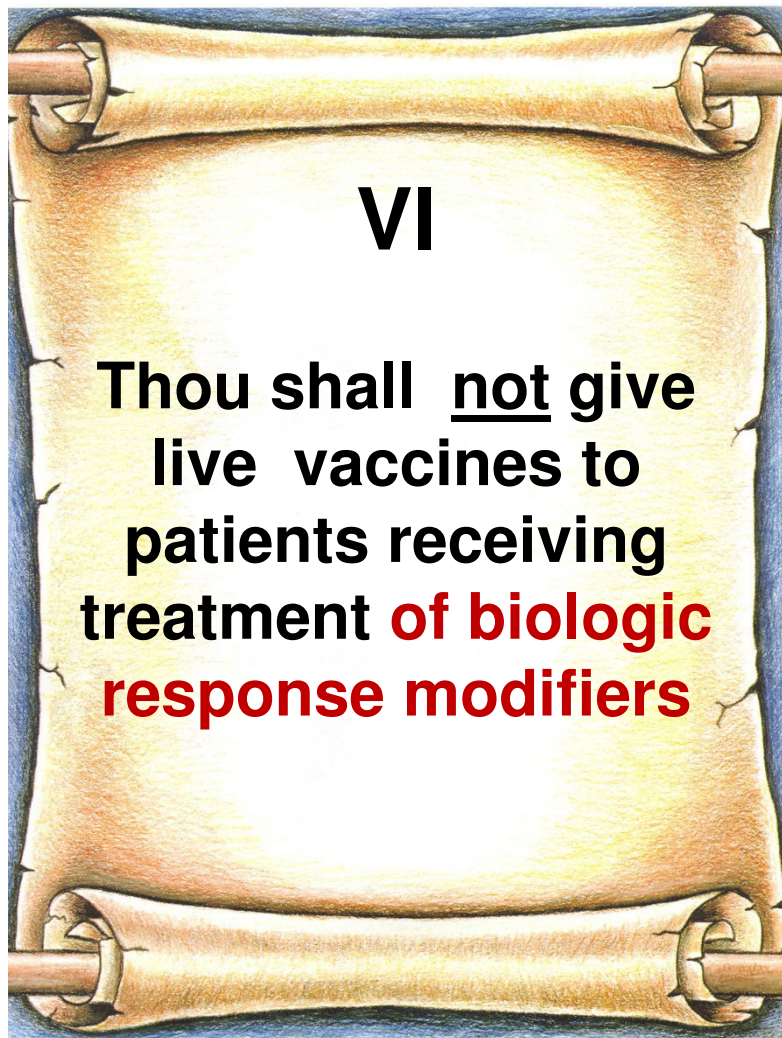 VI
Thou shall not give
live vaccines to
patients receiving
treatment of biologic
response modifiers